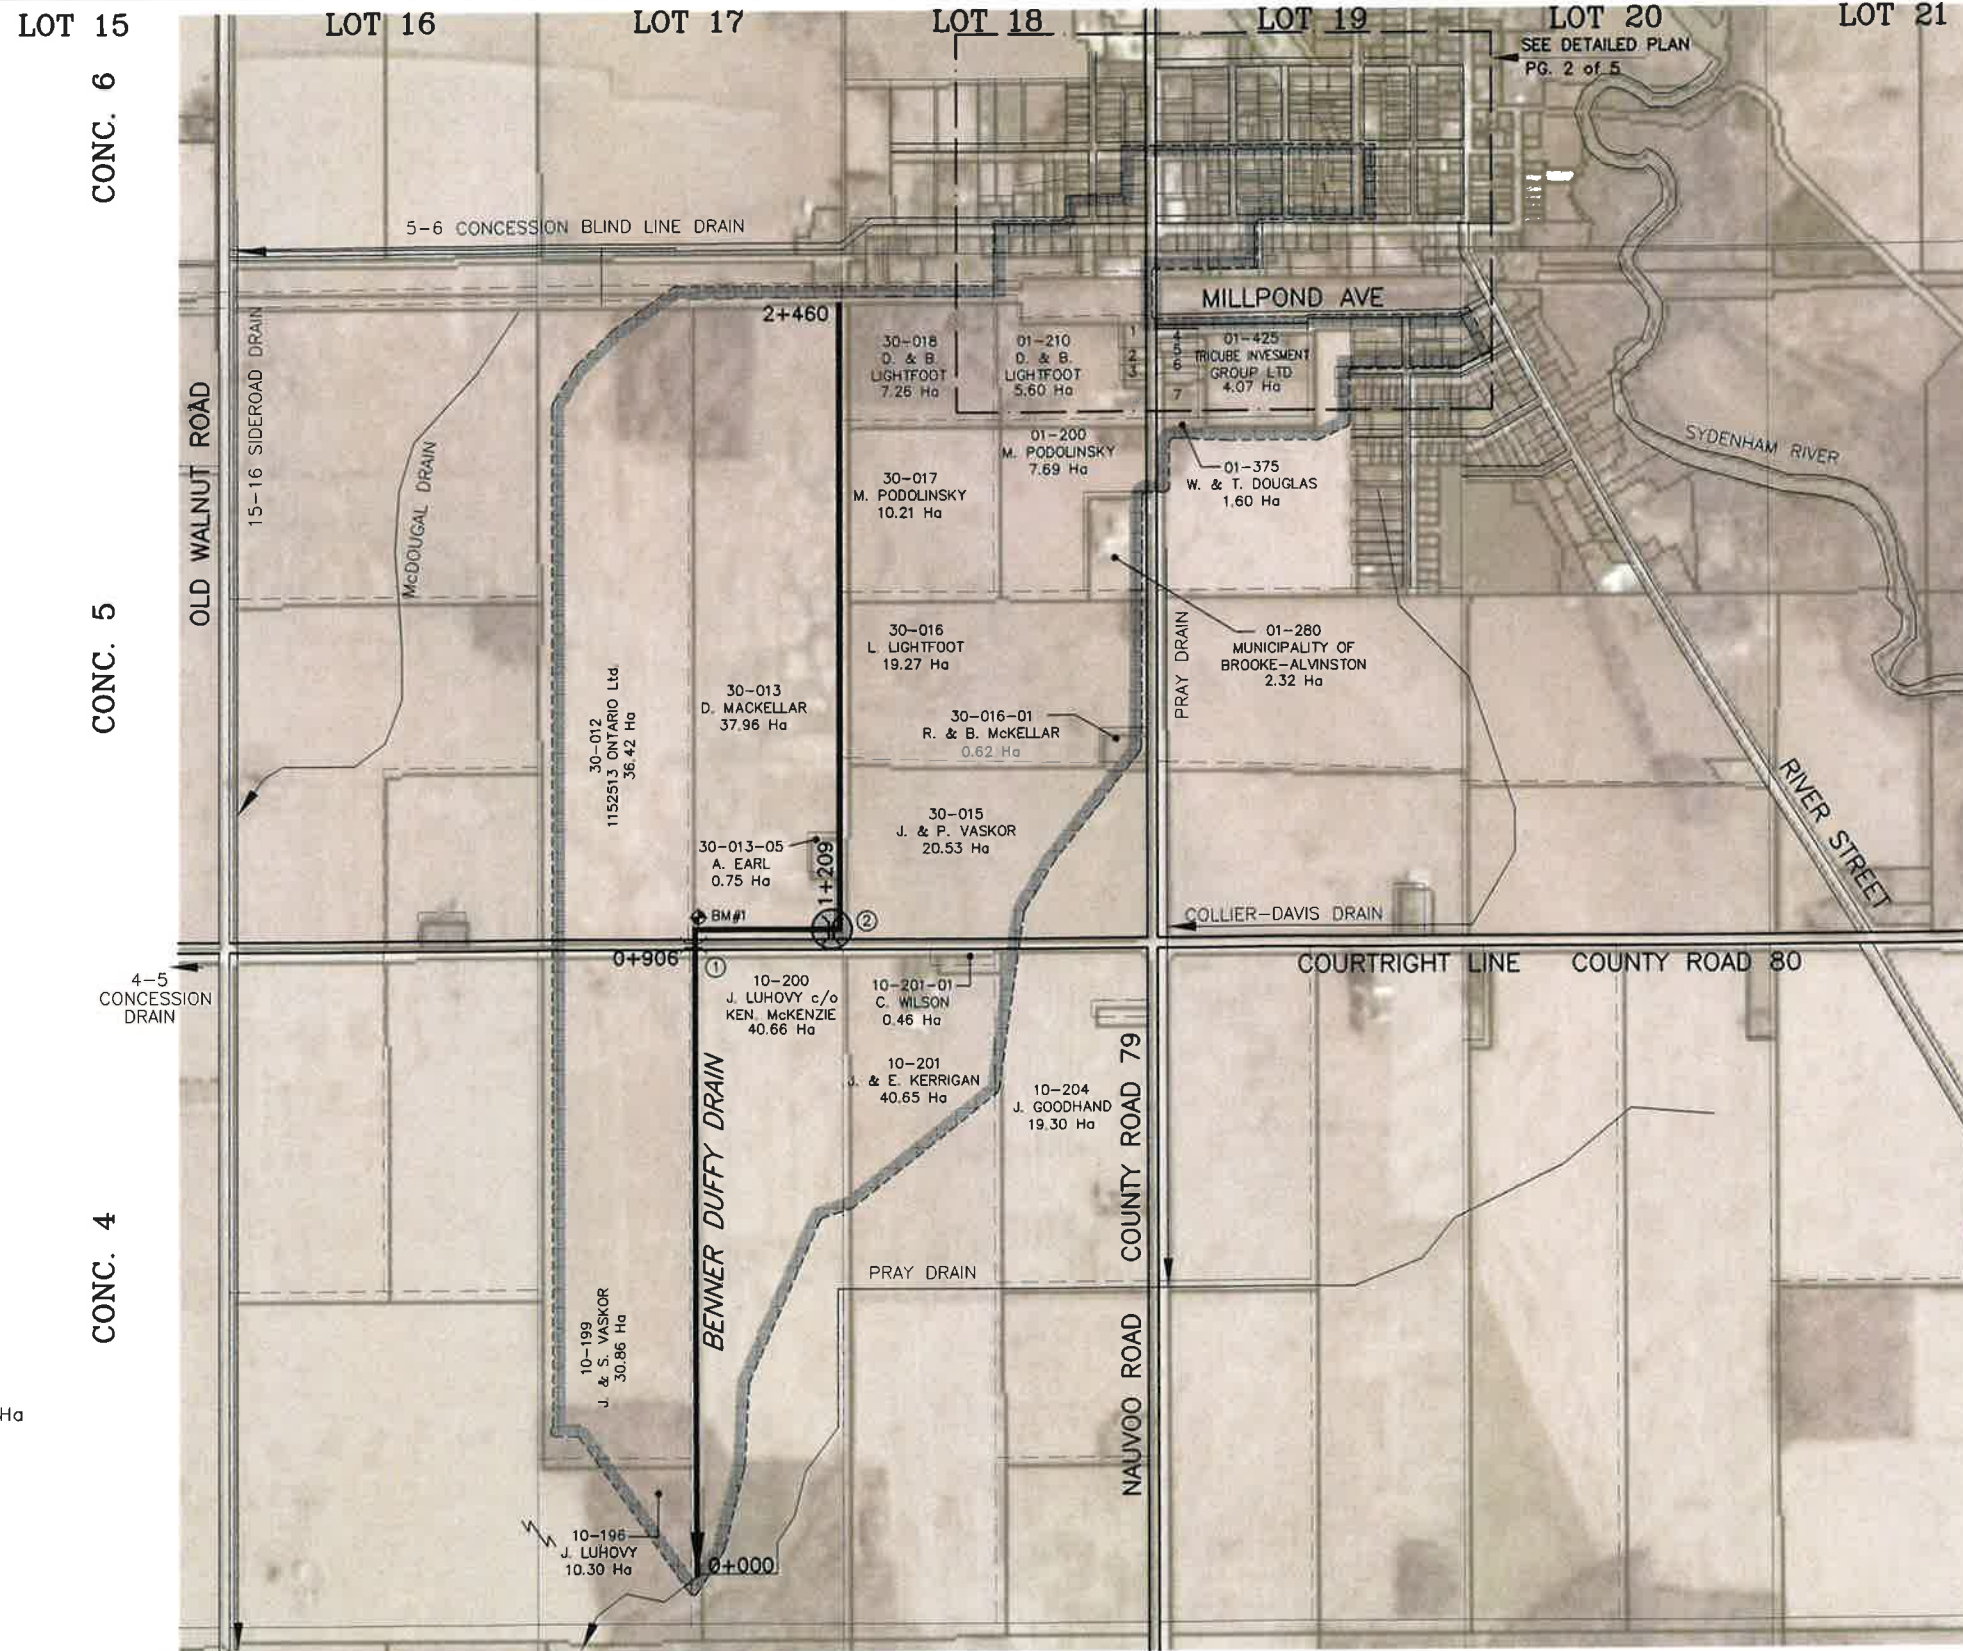 LOT 15
LOT 16
LOT 17
LOT 18
LOT 19
LOT 20
LOT 21
SEE DETAILED PLAN
PG. 2 of 5
CONC. 6
5-6 CONCESSION BLIND LINE DRAIN
MILLPOND AVE
2+460
15-16 SIDEROAD DRAIN
OLD WALNUT ROAD
McDOUGAL DRAIN
30-018
D. & B.
LIGHTFOOT
7.26 Ha
01-210
D. & B.
LIGHTFOOT
5.60 Ha
1
2
3
4
5
6
7
01-425
TRICUBE INVESMENT
GROUP LTD
4.07 Ha
01-200
M. PODOLINSKY
7.69 Ha
30-017
M. PODOLINSKY
10.21 Ha
01-375
W. & T. DOUGLAS
1.60 Ha
SYDENHAM RIVER
CONC. 5
30-016
L. LIGHTFOOT
19.27 Ha
PRAY DRAIN
01-280
MUNICIPALITY OF
BROOKE-ALVINSTON
2.32 Ha
30-012
1152513 ONTARIO Ltd.
36.42 Ha
30-013
D. MACKELLAR
37.96 Ha
30-016-01
R. & B. McKELLAR
0.62 Ha
RIVER STREET
30-015
J. & P. VASKOR
20.53 Ha
30-013-05
A. EARL
0.75 Ha
1+209
BM#1
2
COLLIER-DAVIS DRAIN
0+906
1
COURTRIGHT LINE COUNTY ROAD 80
4-5
CONCESSION
DRAIN
10-200
J. LUHOVY c/o
KEN. McKENZIE
40.66 Ha
10-201-01
C. WILSON
0.46 Ha
10-201
J. & E. KERRIGAN
40.65 Ha
10-204
J. GOODHAND
19.30 Ha
BENNER DUFFY DRAIN
NAUVOO ROAD COUNTY ROAD 79
CONC. 4
PRAY DRAIN
10-199
J. & S. VASKOR
30.86 Ha
Ha
10-196
J. LUHOVY
10.30 Ha
0+000